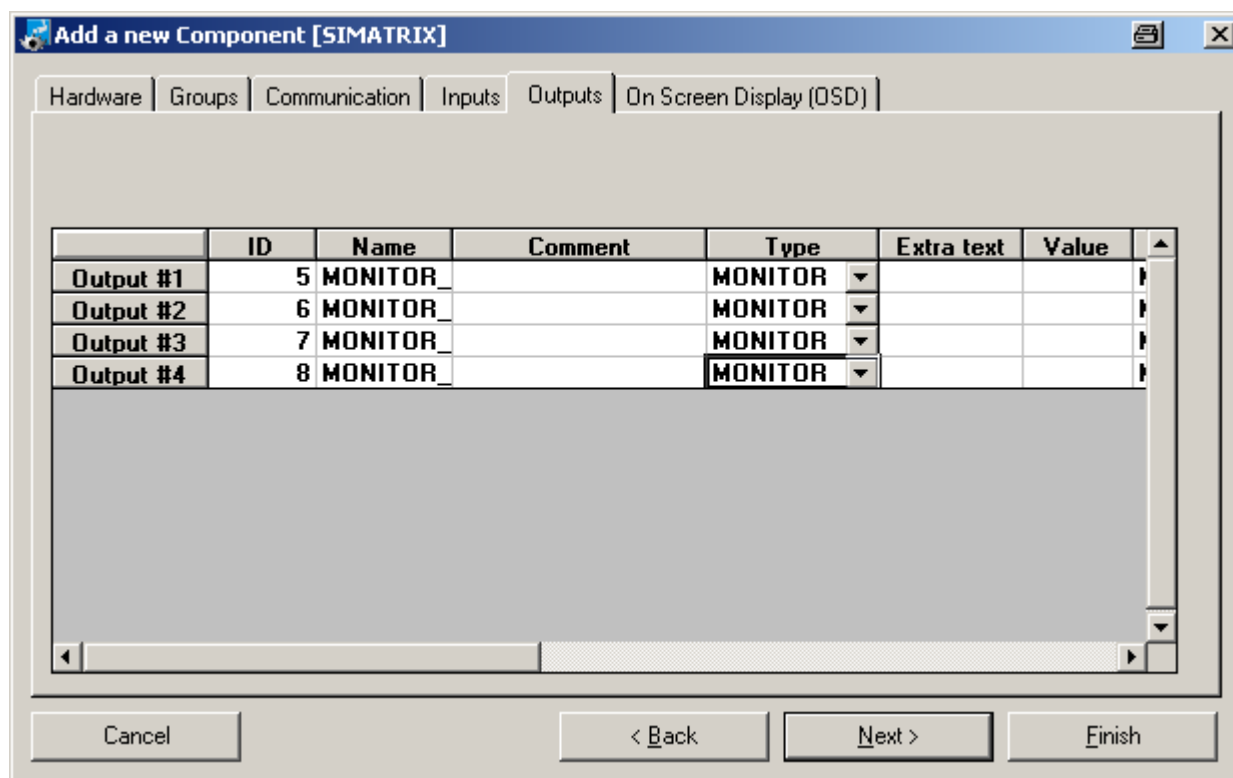 Add a new Component [SIMATRIX]
Hardware Groups Communication Inputs Outputs On Screen Display (OSD)
ID Name Comment Type Extra text Value
Output #1 5 MONITOR_ MONITOR
Output #2 6 MONITOR_ MONITOR
Output #3 7 MONITOR_ MONITOR
Output #4 8 MONITOR_ MONITOR
Cancel < Back Next > Finish